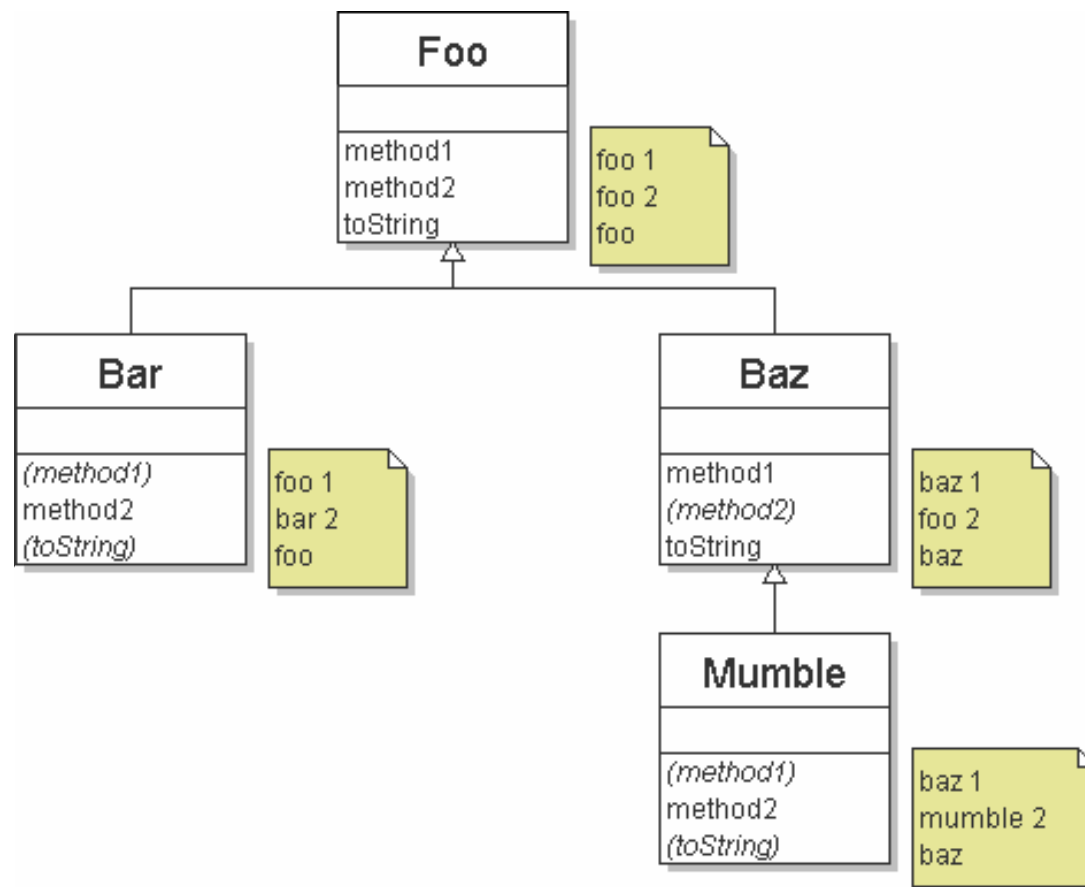 Foo
method1
method2
toString
foo 1
foo 2
foo
Bar
(method1)
method2
(toString)
foo 1
bar 2
foo
Baz
method1
(method2)
toString
baz 1
foo 2
baz
Mumble
(method1)
method2
(toString)
baz 1
mumble 2
baz